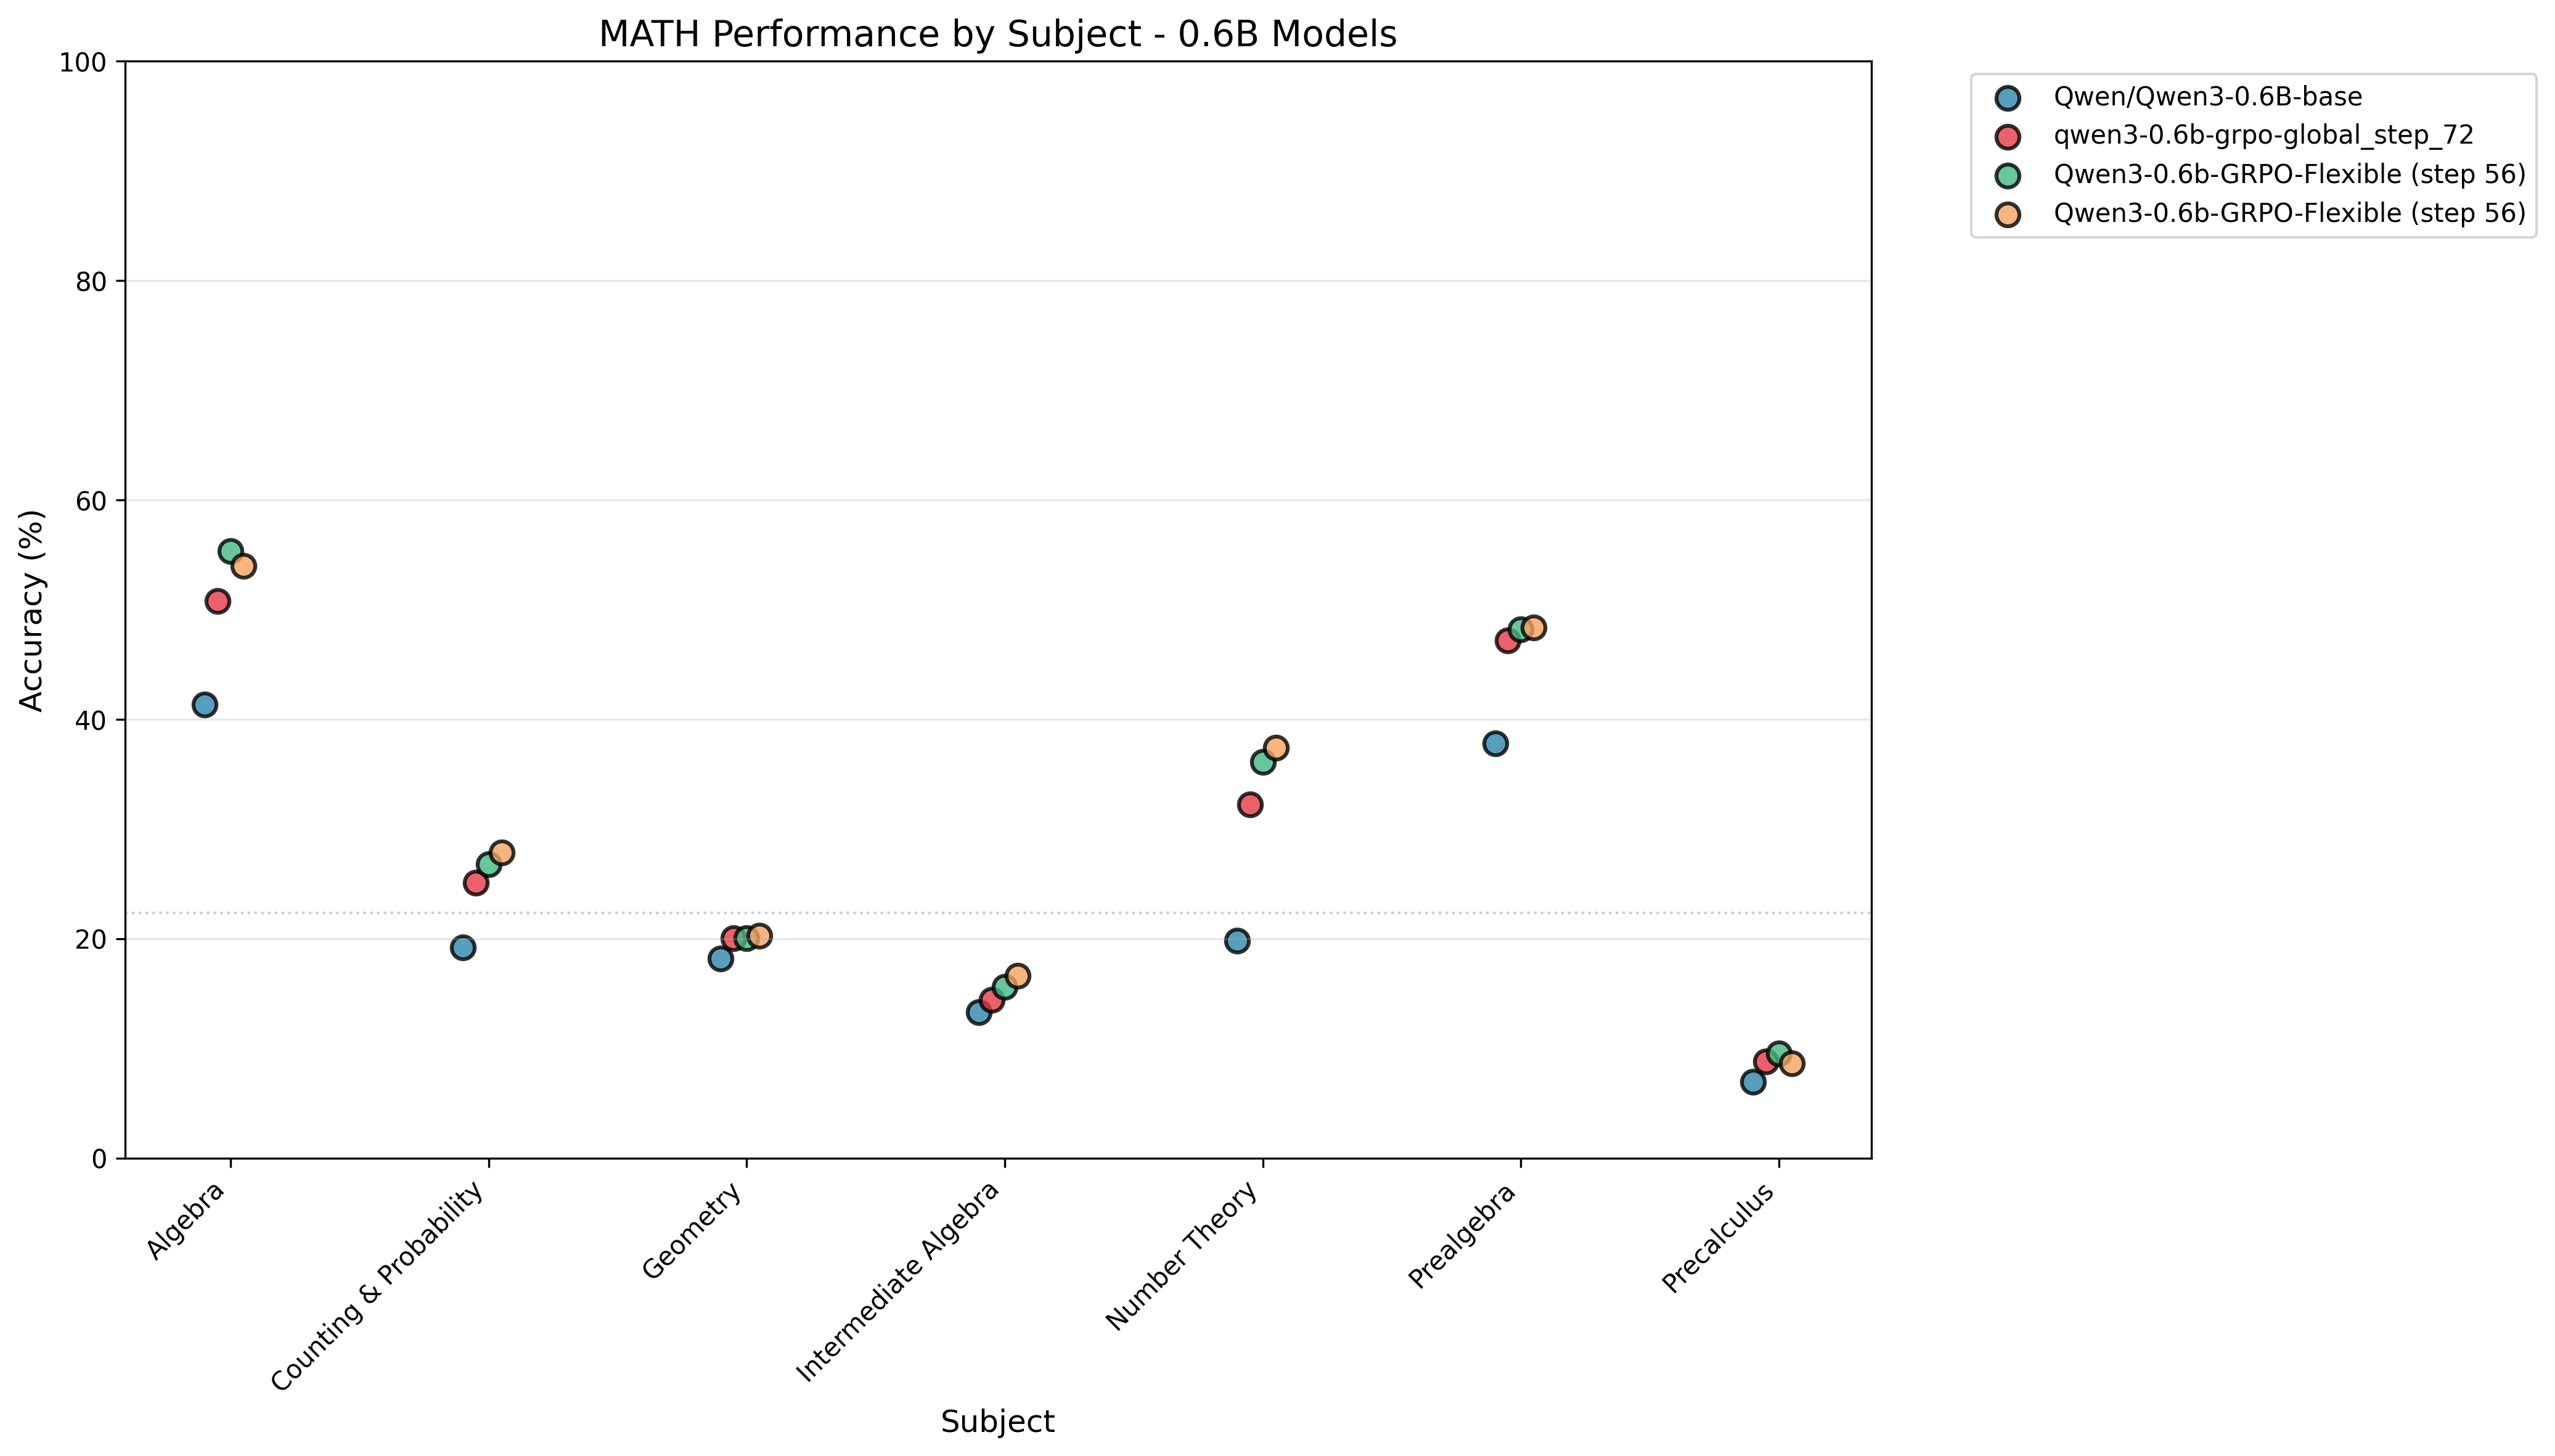 MATH Performance by Subject - 0.6B Models
Accuracy (%)
100
80
60
40
20
0
Algebra
Counting & Probability
Geometry
Intermediate Algebra
Number Theory
Prealgebra
Precalculus
Subject
Qwen/Qwen3-0.6B-base
qwen3-0.6b-grpo-global_step_72
Qwen3-0.6b-GRPO-Flexible (step 56)
Qwen3-0.6b-GRPO-Flexible (step 56)